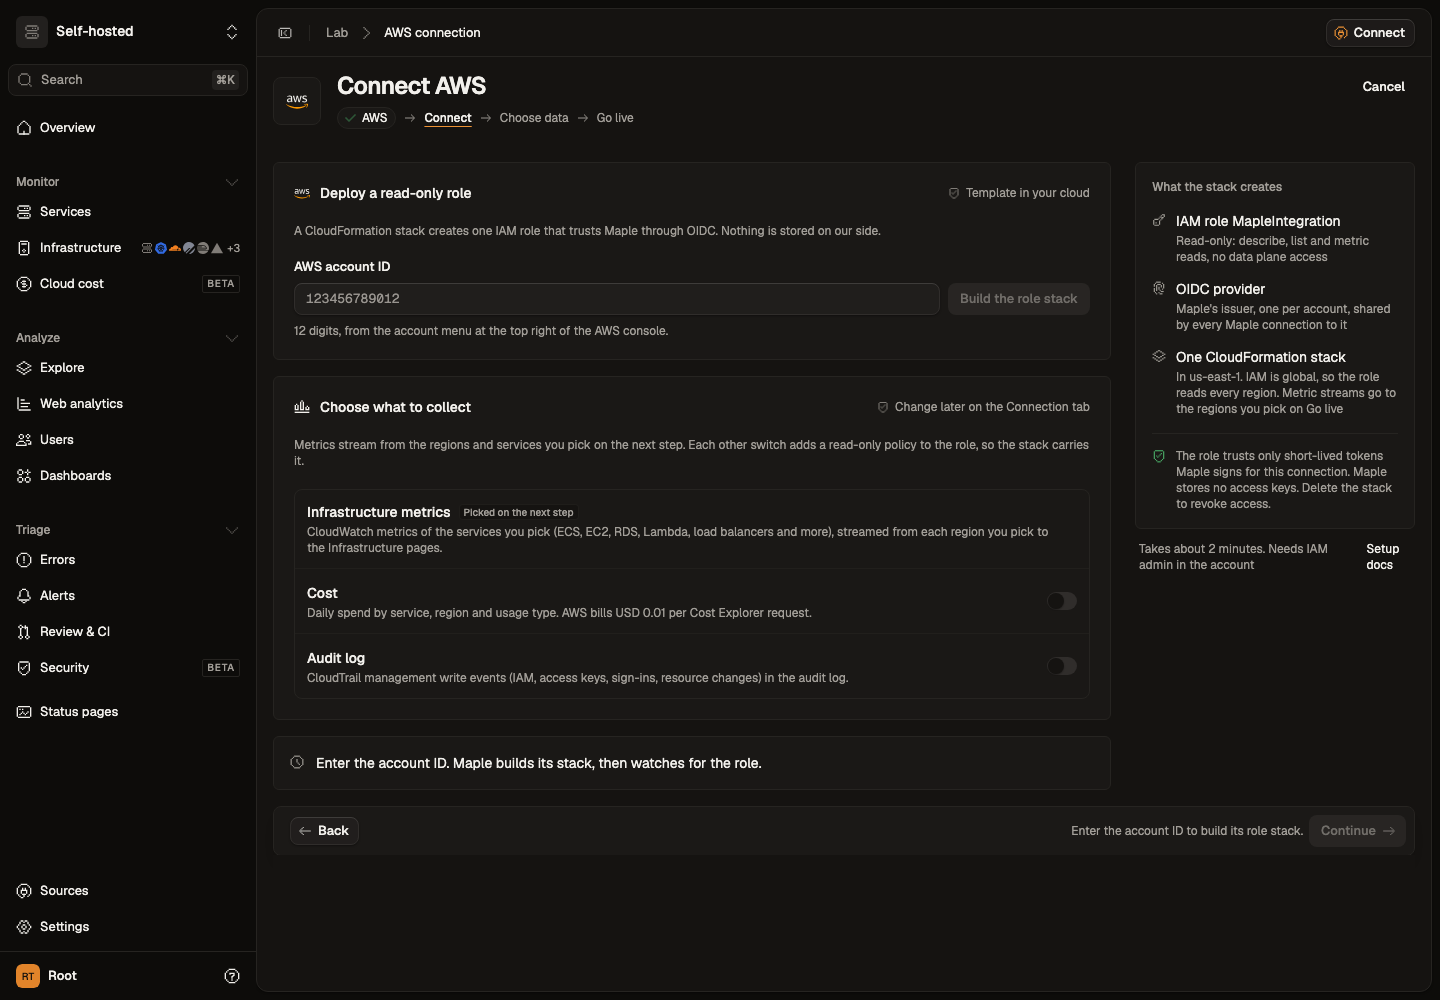 Self-hosted
Search
⌘K
Overview
Monitor
Services
Infrastructure
+3
Cloud cost
BETA
Analyze
Explore
Web analytics
Users
Dashboards
Triage
Errors
Alerts
Review & CI
Security
BETA
Status pages
Sources
Settings
RT
Root
Lab
AWS connection
Connect
aws
Connect AWS
Cancel
AWS
Connect
Choose data
Go live
aws
Deploy a read-only role
Template in your cloud
A CloudFormation stack creates one IAM role that trusts Maple through OIDC. Nothing is stored on our side.
AWS account ID
123456789012
Build the role stack
12 digits, from the account menu at the top right of the AWS console.
Choose what to collect
Change later on the Connection tab
Metrics stream from the regions and services you pick on the next step. Each other switch adds a read-only policy to the role, so the stack carries
it.
Infrastructure metrics
Picked on the next step
CloudWatch metrics of the services you pick (ECS, EC2, RDS, Lambda, load balancers and more), streamed from each region you pick to
the Infrastructure pages.
Cost
Daily spend by service, region and usage type. AWS bills USD 0.01 per Cost Explorer request.
Audit log
CloudTrail management write events (IAM, access keys, sign-ins, resource changes) in the audit log.
Enter the account ID. Maple builds its stack, then watches for the role.
Back
Enter the account ID to build its role stack.
Continue
What the stack creates
IAM role MapleIntegration
Read-only: describe, list and metric
reads, no data plane access
OIDC provider
Maple's issuer, one per account, shared
by every Maple connection to it
One CloudFormation stack
In us-east-1. IAM is global, so the role
reads every region. Metric streams go to
the regions you pick on Go live
The role trusts only short-lived tokens
Maple signs for this connection. Maple
stores no access keys. Delete the stack
to revoke access.
Takes about 2 minutes. Needs IAM
admin in the account
Setup
docs